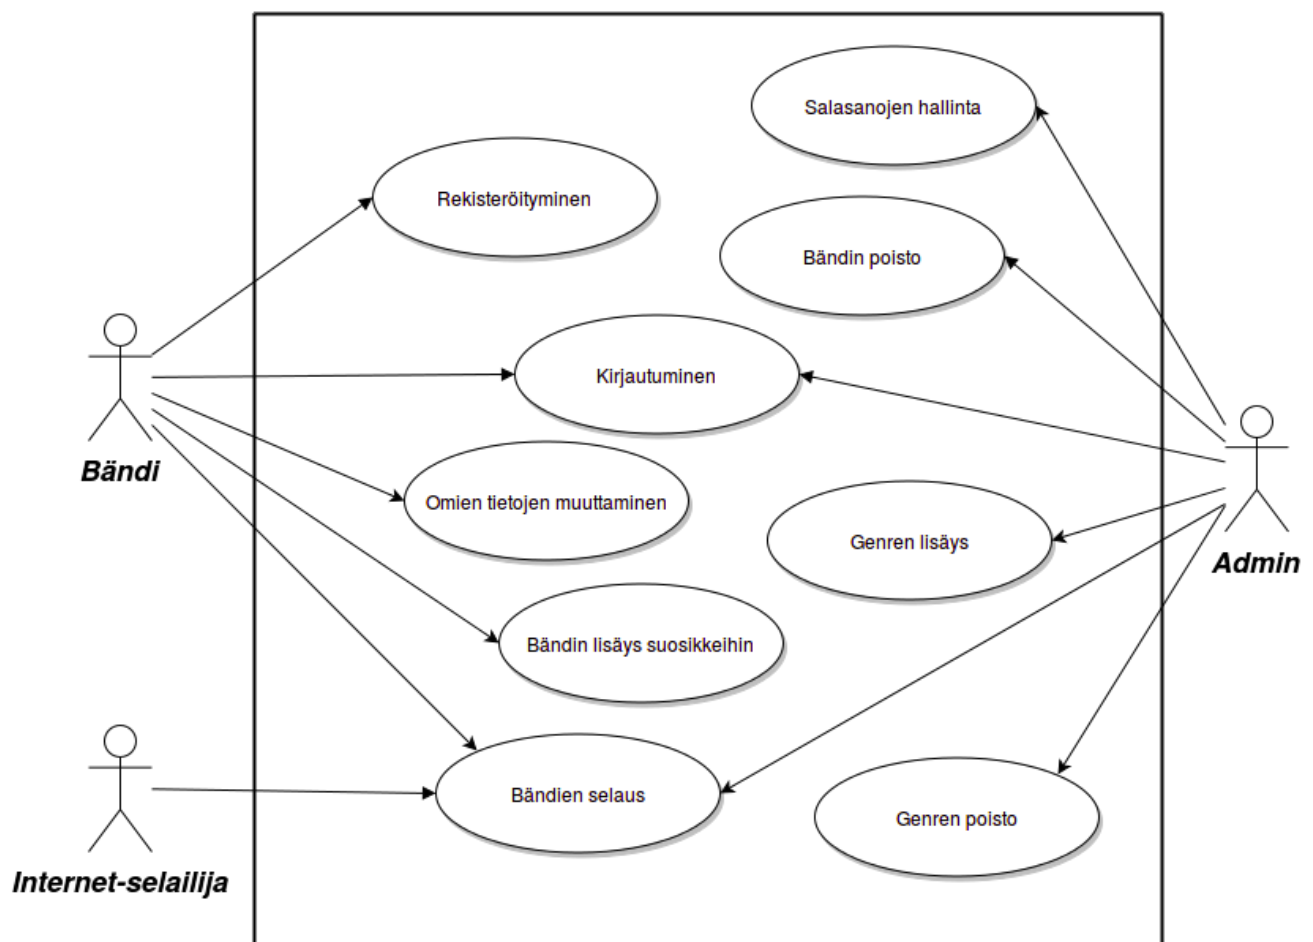 Salasanojen hallinta
Rekisteröityminen
Bändin poisto
Kirjautuminen
Bändi
Omien tietojen muuttaminen
Genren lisäys
Admin
Bändin lisäys suosikkeihin
Bändien selaus
Genren poisto
Internet-selailija